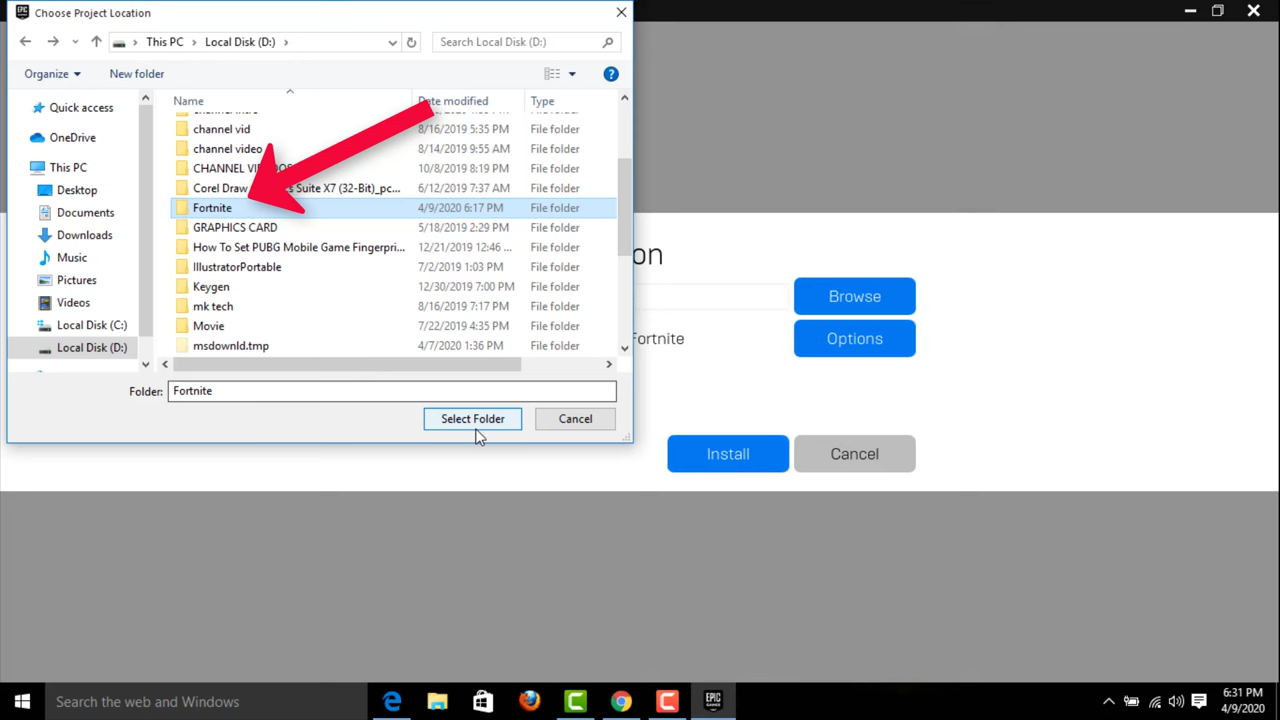 EPIC GAMES Choose Project Location
This PC Local Disk (D:) Search Local Disk (D:)
Organize New folder
Name Date modified Type
Quick access
OneDrive
This PC
Desktop
Documents
Downloads
Music
Pictures
Videos
Local Disk (C:)
Local Disk (D:)
channel vid 8/16/2019 5:35 PM File folder
channel video 8/14/2019 9:55 AM File folder
CHANNEL 10/8/2019 8:19 PM File folder
Corel Draw Suite X7 (32-Bit)_pc... 6/12/2019 7:37 AM File folder
Fortnite 4/9/2020 6:17 PM File folder
GRAPHICS CARD 5/18/2019 2:29 PM File folder
How To Set PUBG Mobile Game Fingerpri... 12/21/2019 12:46 ... File folder
IllustratorPortable 7/2/2019 1:03 PM File folder
Keygen 12/30/2019 7:00 PM File folder
mk tech 8/16/2019 7:17 PM File folder
Movie 7/22/2019 4:35 PM File folder
msdownld.tmp 4/7/2020 1:36 PM File folder
Folder: Fortnite
Select Folder Cancel
on
Browse
Fortnite Options
Install Cancel
Search the web and Windows
EPIC GAMES
6:31 PM
4/9/2020